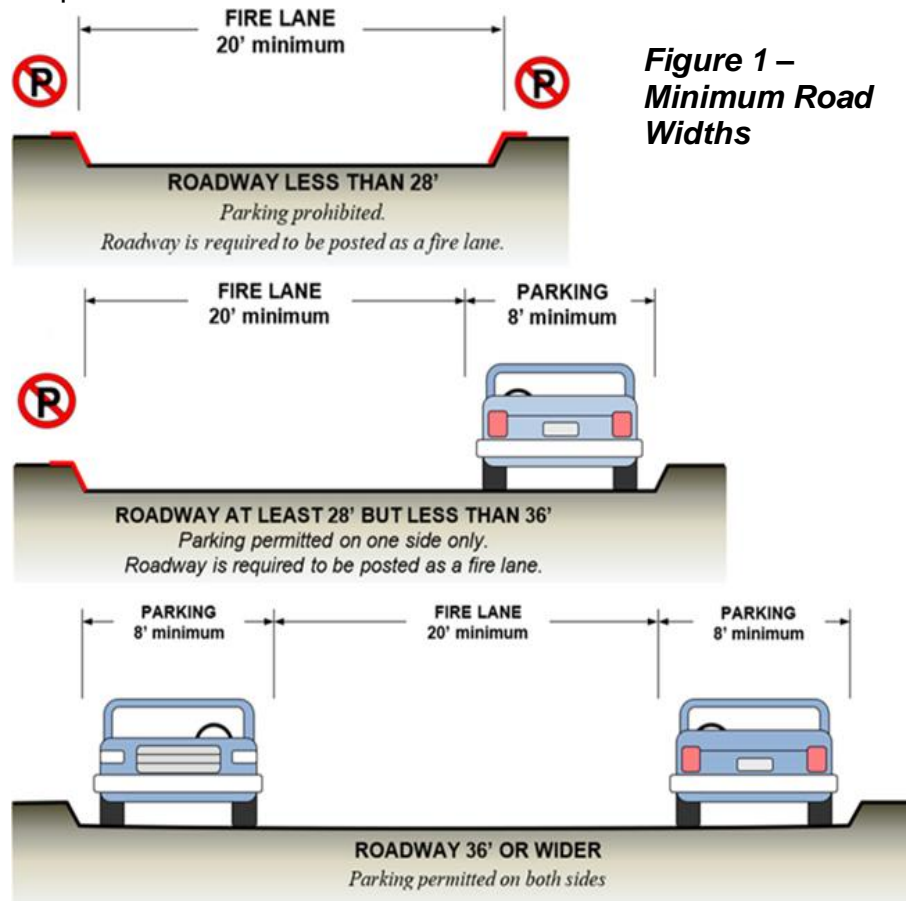 FIRE LANE
20' minimum
P
P
Figure 1 –
Minimum Road
Widths
ROADWAY LESS THAN 28'
Parking prohibited.
Roadway is required to be posted as a fire lane.
FIRE LANE
20' minimum
PARKING
8' minimum
P
ROADWAY AT LEAST 28' BUT LESS THAN 36'
Parking permitted on one side only.
Roadway is required to be posted as a fire lane.
PARKING
8' minimum
FIRE LANE
20' minimum
PARKING
8' minimum
ROADWAY 36' OR WIDER
Parking permitted on both sides